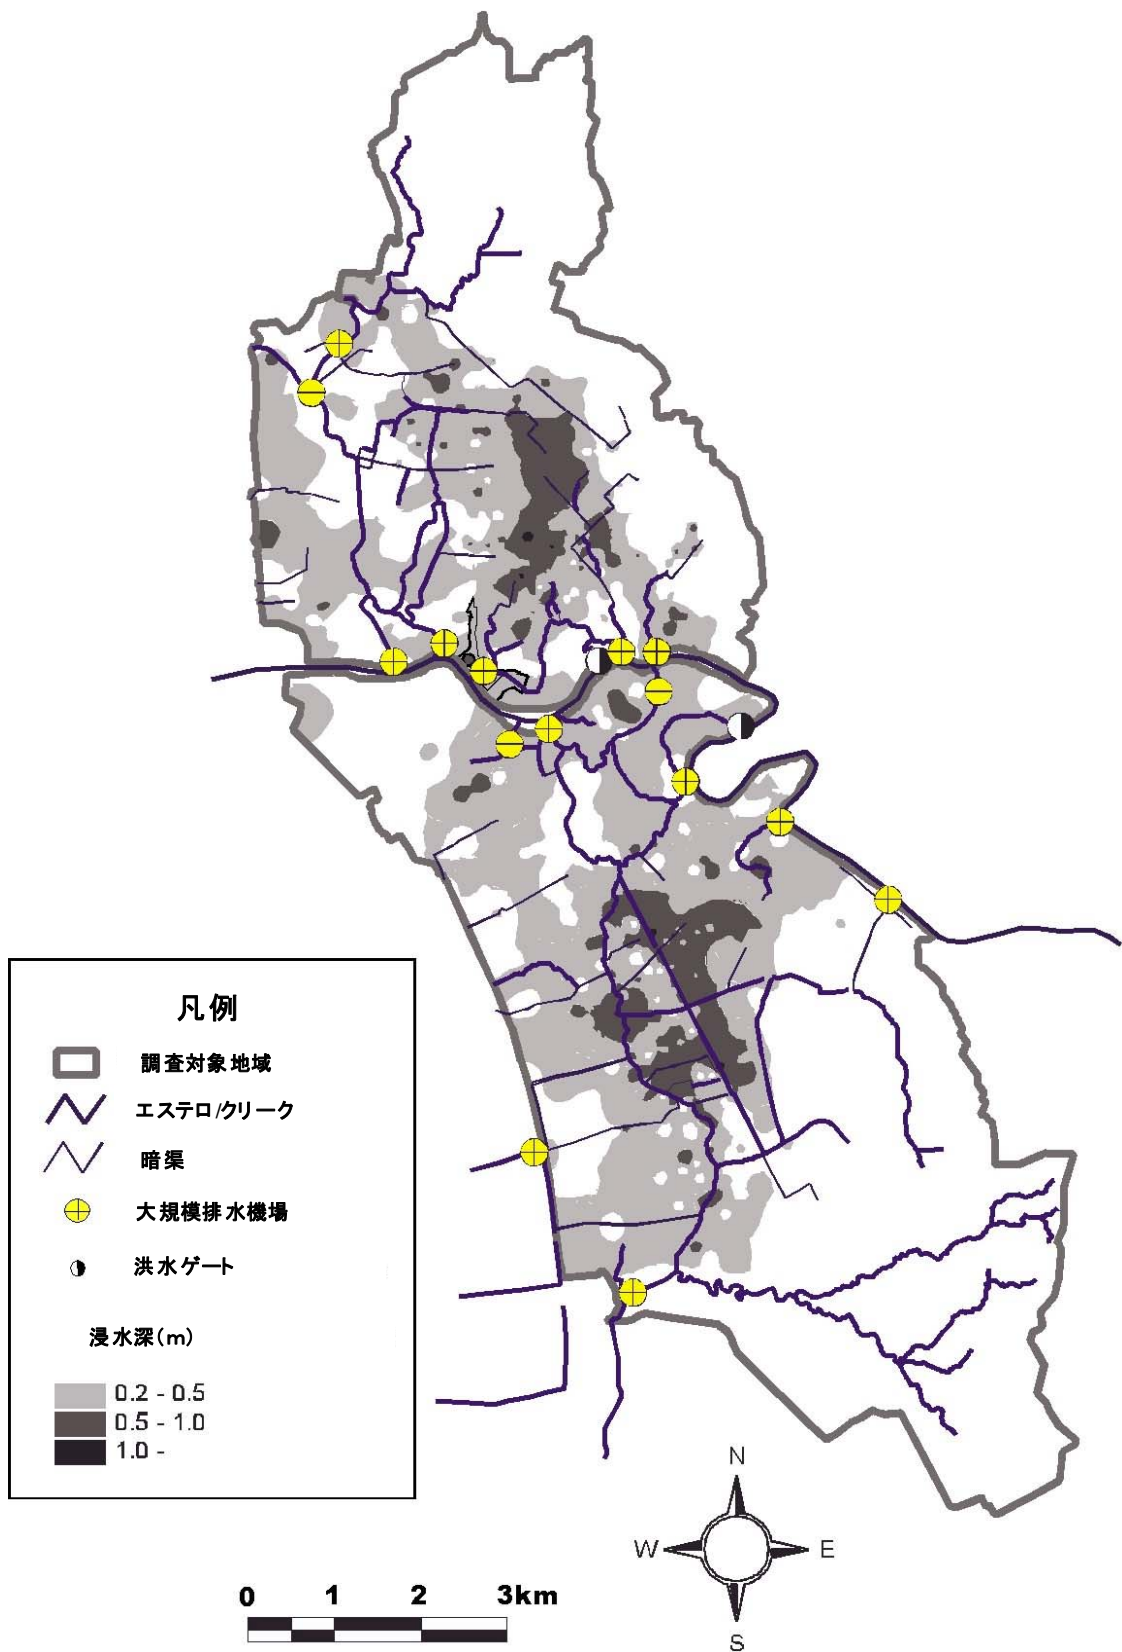 凡例
調査対象地域
エステロ/クリーク
暗渠
大規模排水機場
洪水ゲート
浸水深(m)
0.2 - 0.5
0.5 - 1.0
1.0 -
N
W E
S
0 1 2 3km